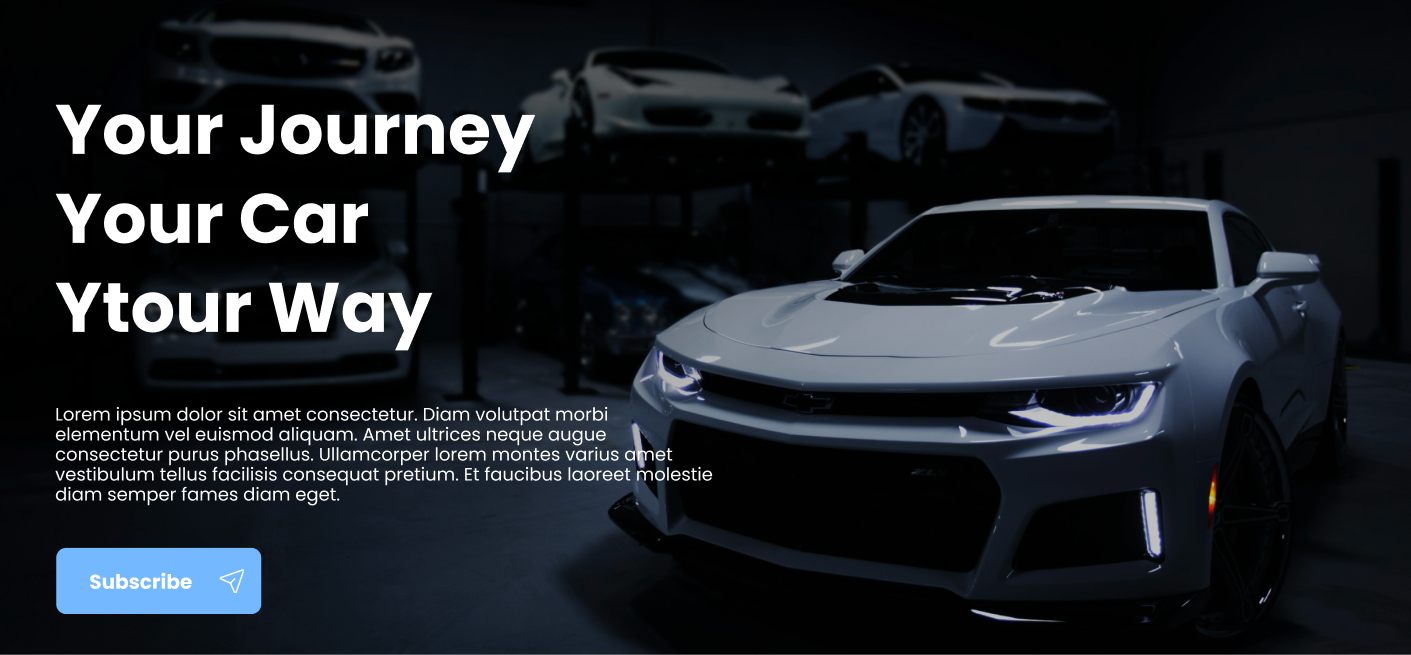 Your Journey
Your Car
Ytour Way
Lorem ipsum dolor sit amet consectetur. Diam volutpat morbi
elementum vel euismod aliquam. Amet ultrices neque augue
consectetur purus phasellus. Ullamcorper lorem montes varius amet
vestibulum tellus facilisis consequat pretium. Et faucibus laoreet molestie
diam semper fames diam eget.
Subscribe